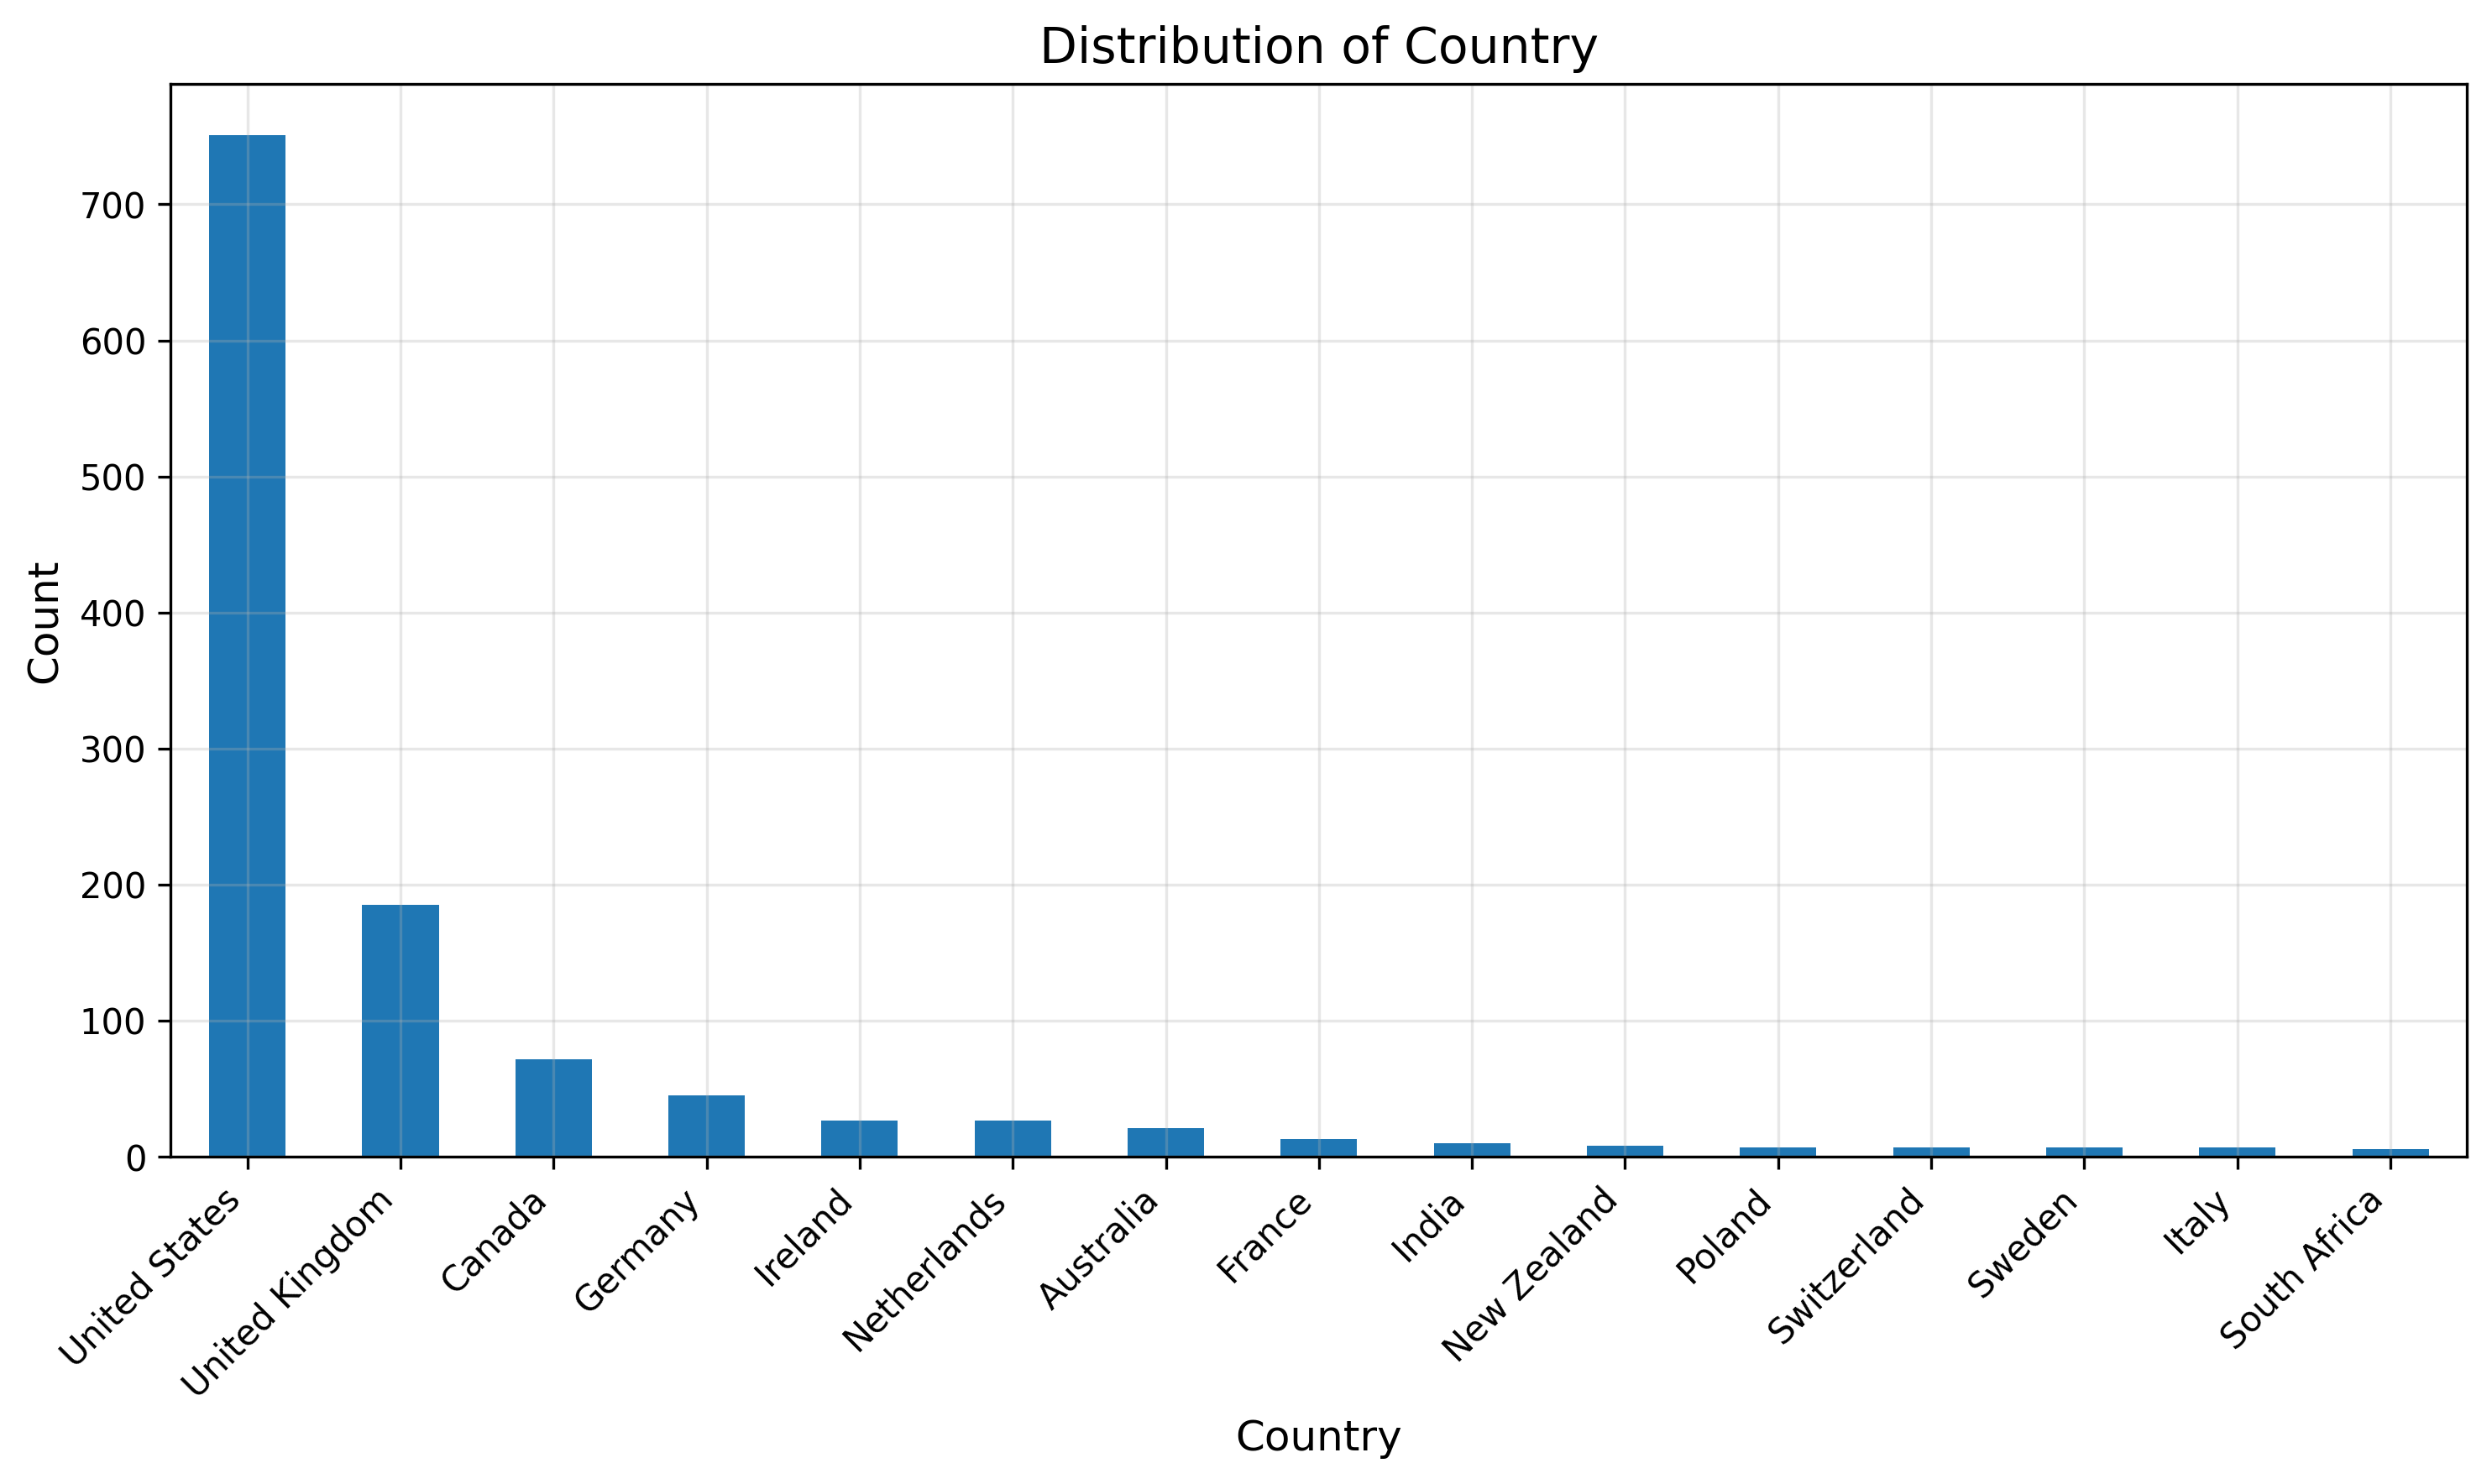 Distribution of Country
Count
700
600
500
400
300
200
100
0
United States
United Kingdom
Canada
Germany
Ireland
Netherlands
Australia
France
India
New Zealand
Poland
Switzerland
Sweden
Italy
South Africa
Country